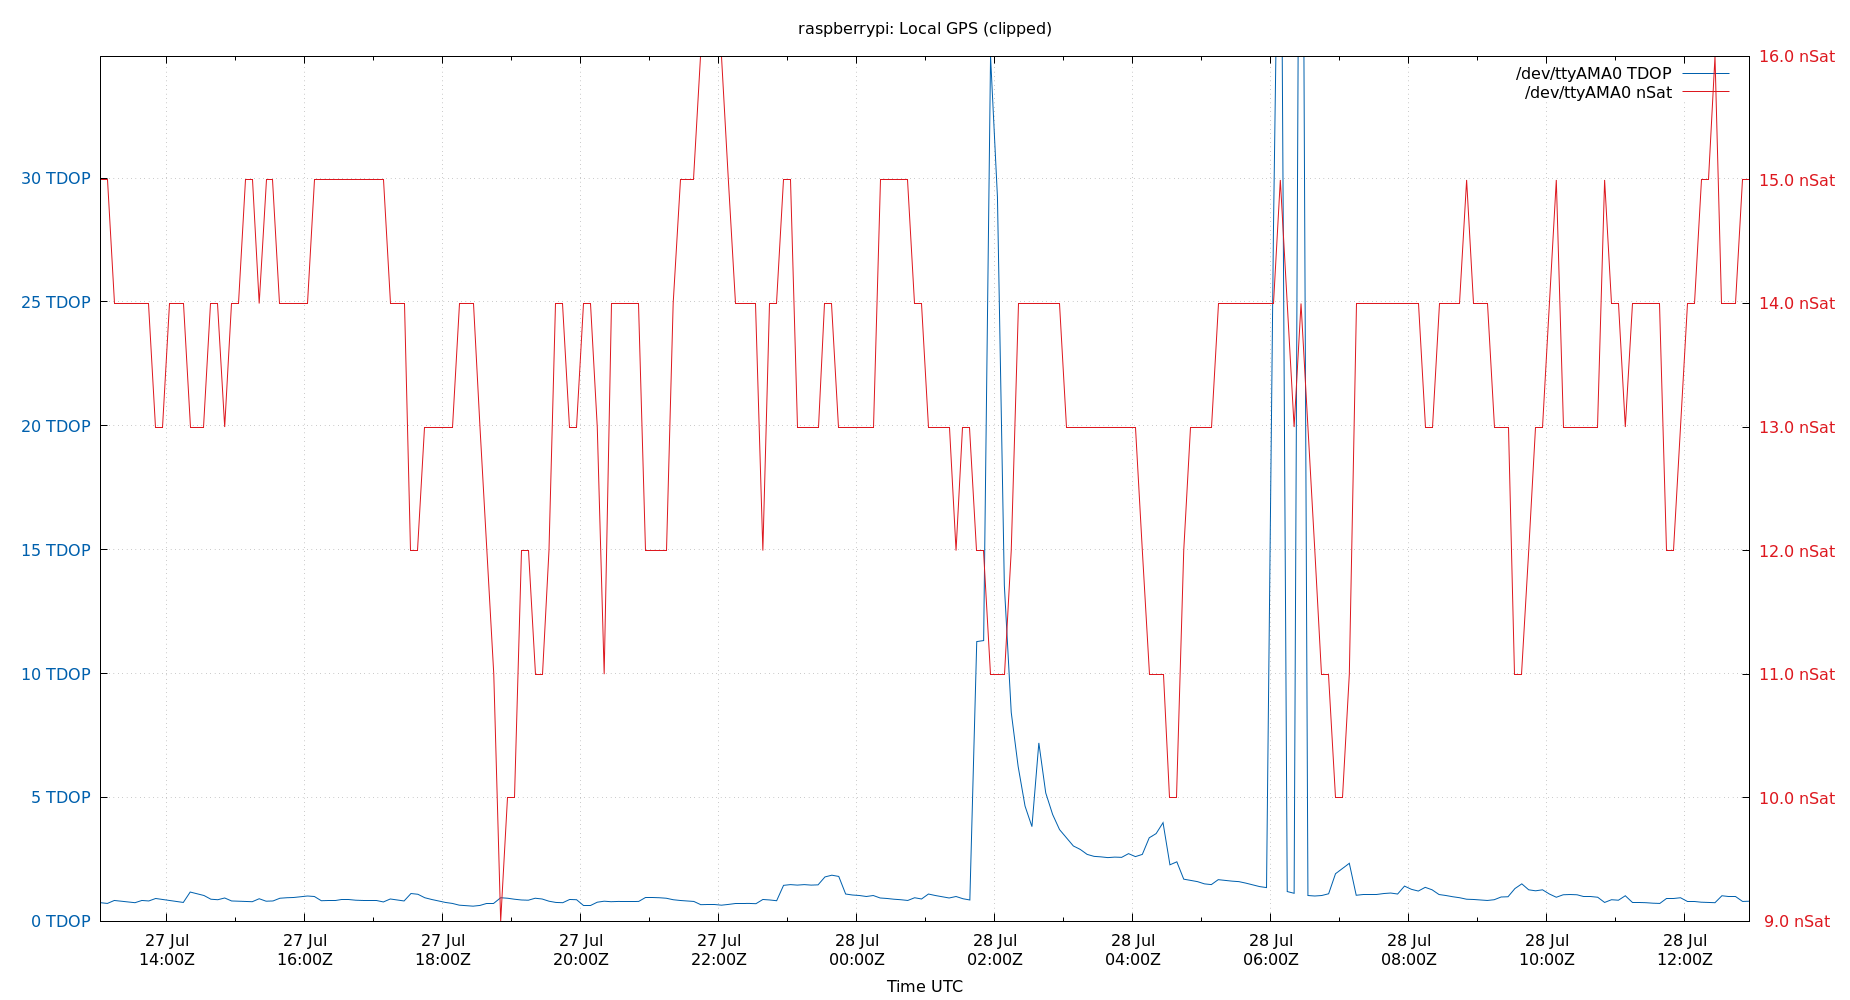 raspberrypi: Local GPS (clipped)
/dev/ttyAMA0 TDOP
/dev/ttyAMA0 nSat
30 TDOP
25 TDOP
20 TDOP
15 TDOP
10 TDOP
5 TDOP
0 TDOP
16.0 nSat
15.0 nSat
14.0 nSat
13.0 nSat
12.0 nSat
11.0 nSat
10.0 nSat
9.0 nSat
27 Jul 27 Jul 27 Jul 27 Jul 27 Jul 28 Jul 28 Jul 28 Jul 28 Jul 28 Jul 28 Jul 28 Jul
14:00Z 16:00Z 18:00Z 20:00Z 22:00Z 00:00Z 02:00Z 04:00Z 06:00Z 08:00Z 10:00Z 12:00Z
Time UTC